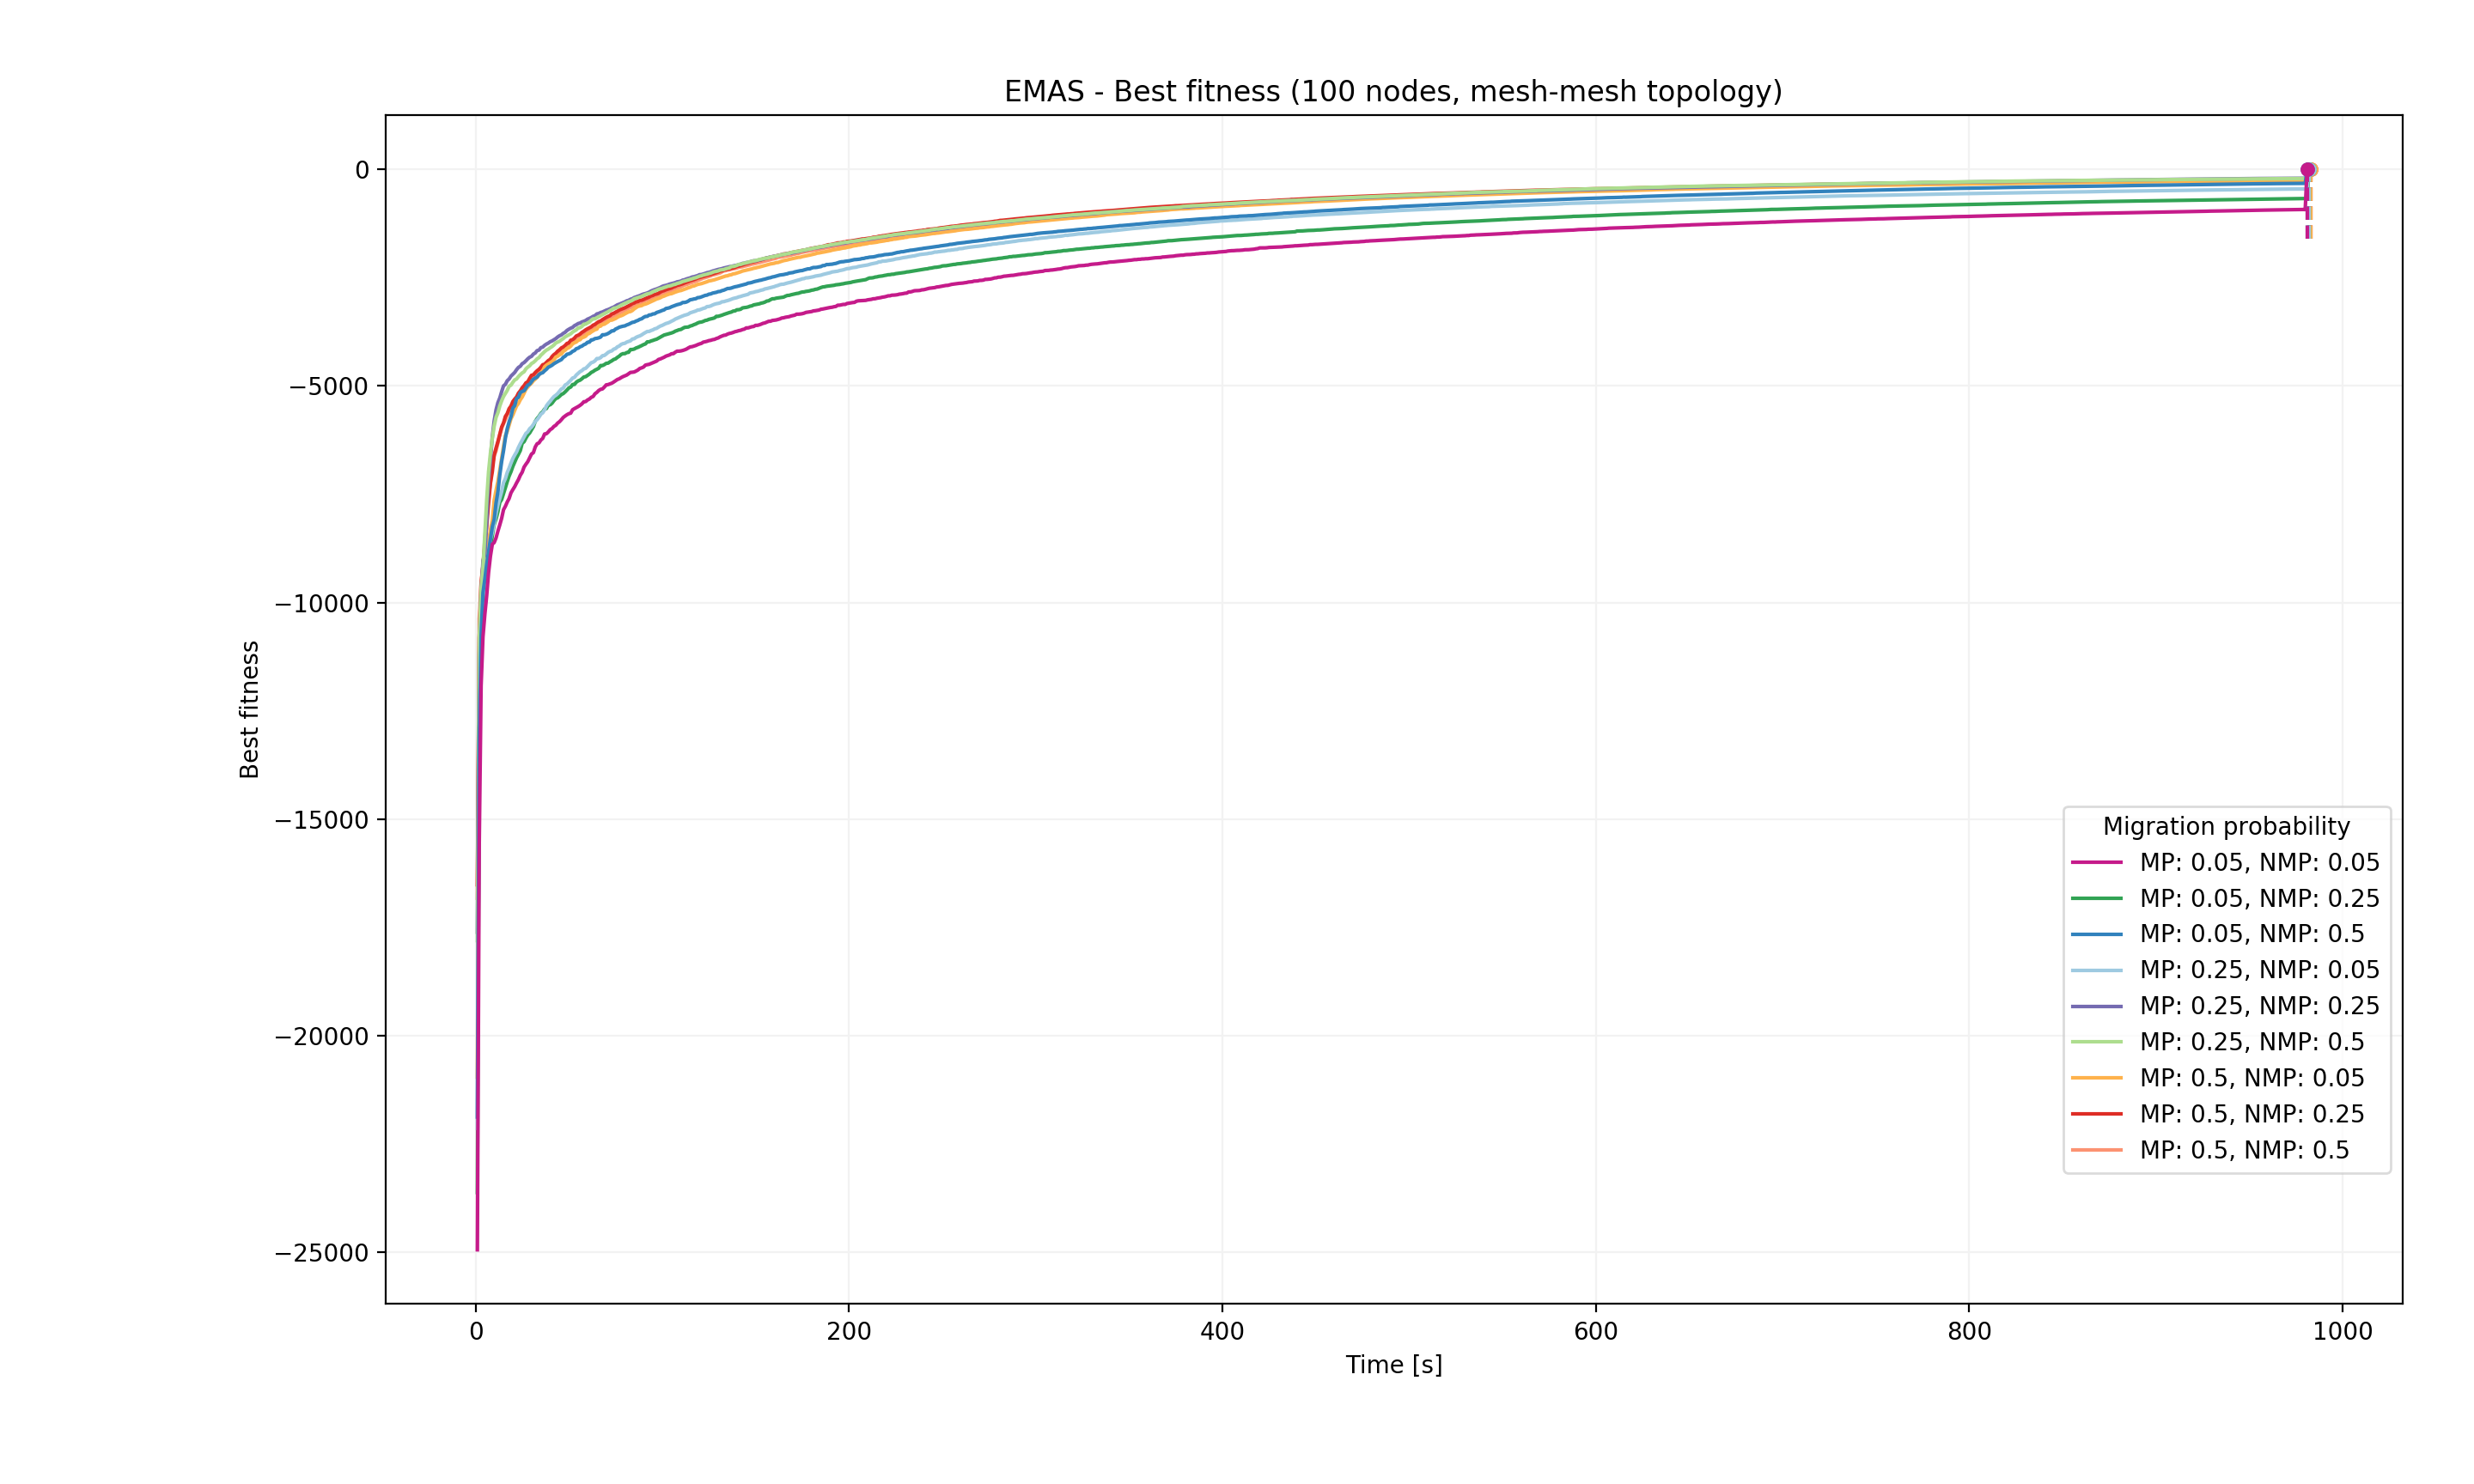 EMAS - Best fitness (100 nodes, mesh-mesh topology)
0
−5000
−10000
−15000
−20000
−25000
Best fitness
0
200
400
600
800
1000
Time [s]
Migration probability
MP: 0.05, NMP: 0.05
MP: 0.05, NMP: 0.25
MP: 0.05, NMP: 0.5
MP: 0.25, NMP: 0.05
MP: 0.25, NMP: 0.25
MP: 0.25, NMP: 0.5
MP: 0.5, NMP: 0.05
MP: 0.5, NMP: 0.25
MP: 0.5, NMP: 0.5